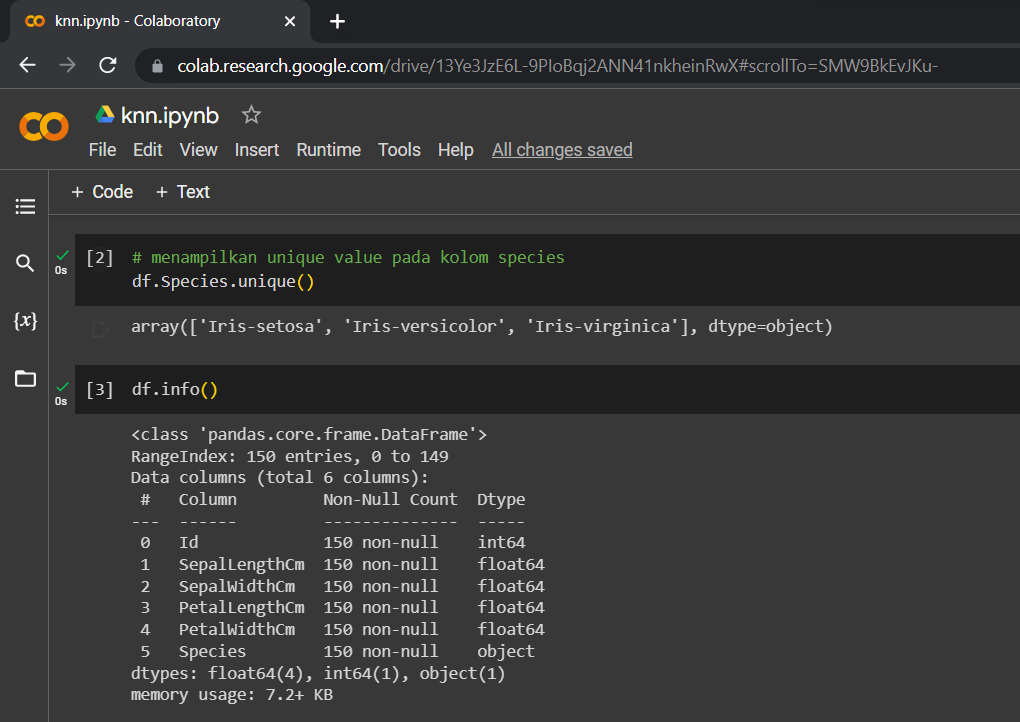 knn.ipynb - Colaboratory
colab.research.google.com/drive/13Ye3JzE6L-9PIoBqj2ANN41nkheinRwX#scrollTo=SMW9BkEvJKu-
knn.ipynb
File Edit View Insert Runtime Tools Help All changes saved
+ Code + Text
[2] # menampilkan unique value pada kolom species
0s
df.Species.unique()
{x}
array(['Iris-setosa', 'Iris-versicolor', 'Iris-virginica'], dtype=object)
[3] df.info()
0s
<class 'pandas.core.frame.DataFrame'>
RangeIndex: 150 entries, 0 to 149
Data columns (total 6 columns):
 #   Column         Non-Null Count  Dtype
---  ------         --------------  -----
 0   Id             150 non-null    int64
 1   SepalLengthCm  150 non-null    float64
 2   SepalWidthCm   150 non-null    float64
 3   PetalLengthCm  150 non-null    float64
 4   PetalWidthCm   150 non-null    float64
 5   Species        150 non-null    object
dtypes: float64(4), int64(1), object(1)
memory usage: 7.2+ KB